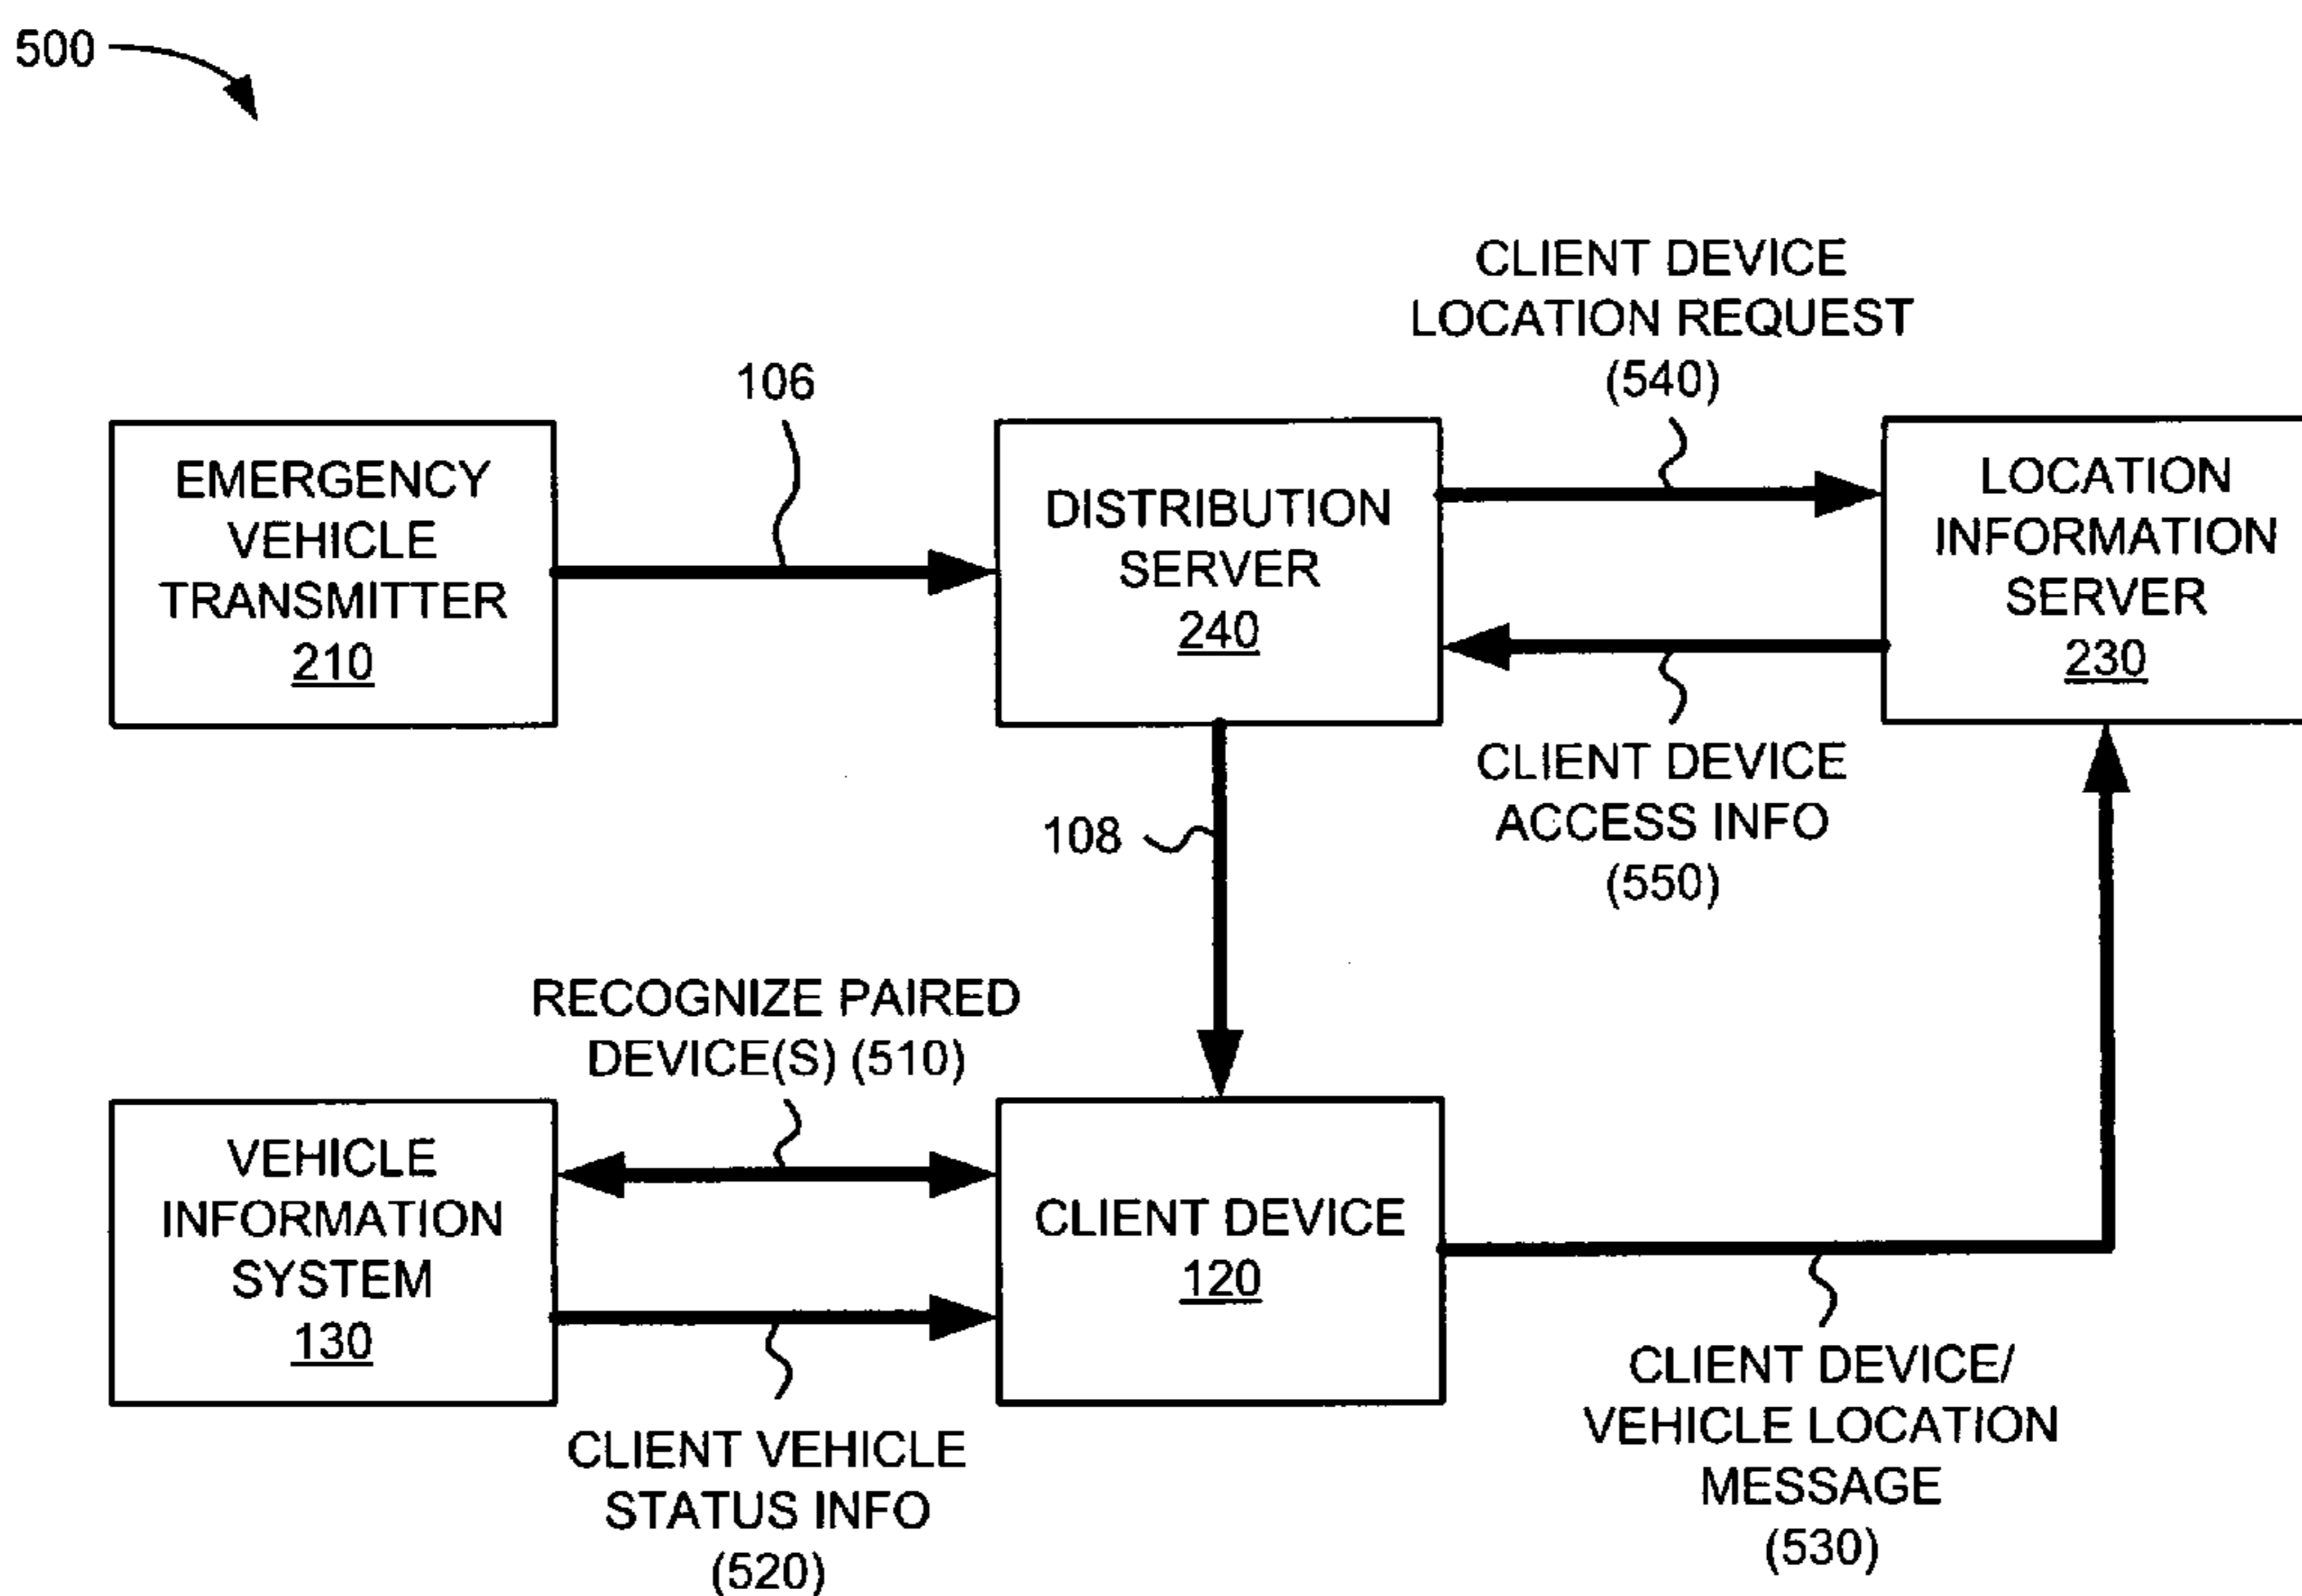 500
CLIENT DEVICE
LOCATION REQUEST
(540)
106
EMERGENCY
VEHICLE
TRANSMITTER
210
DISTRIBUTION
SERVER
240
LOCATION
INFORMATION
SERVER
230
CLIENT DEVICE
ACCESS INFO
(550)
108
RECOGNIZE PAIRED
DEVICE(S) (510)
VEHICLE
INFORMATION
SYSTEM
130
CLIENT DEVICE
120
CLIENT VEHICLE
STATUS INFO
(520)
CLIENT DEVICE/
VEHICLE LOCATION
MESSAGE
(530)